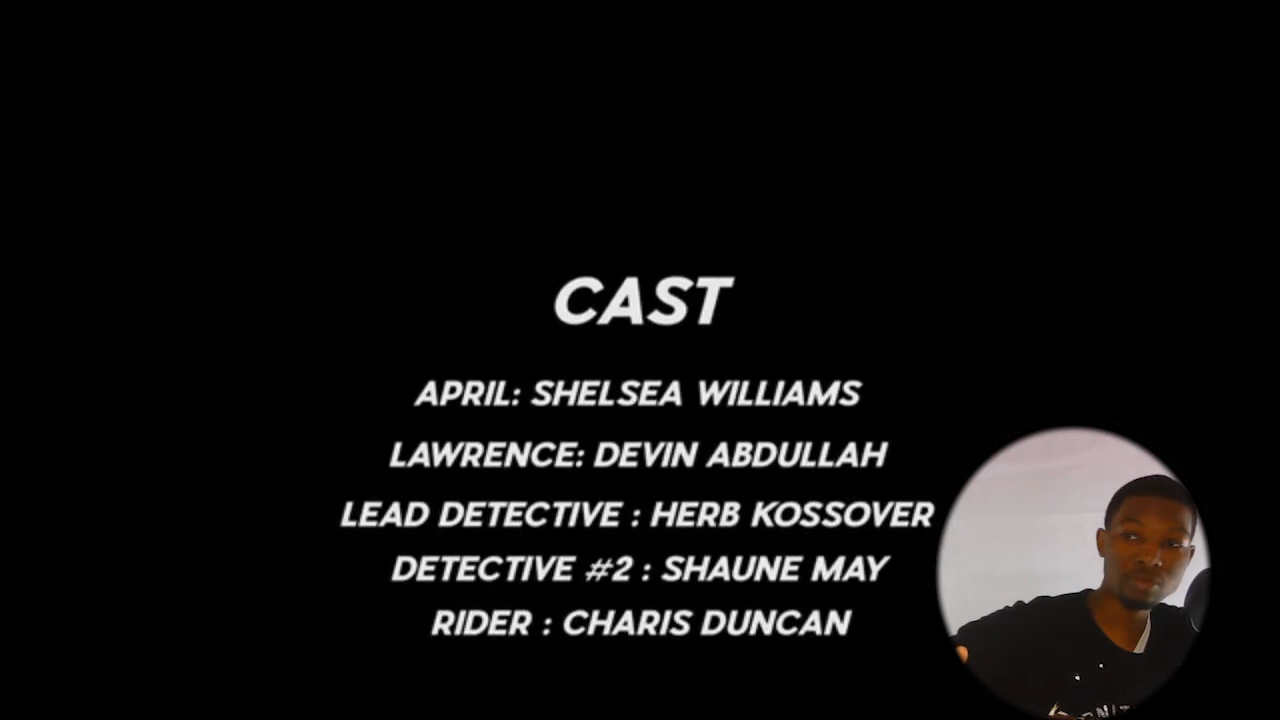 CAST
APRIL: SHELSEA WILLIAMS
LAWRENCE: DEVIN ABDULLAH
LEAD DETECTIVE : HERB KOSSOVER
DETECTIVE #2 : SHAUNE MAY
RIDER : CHARIS DUNCAN